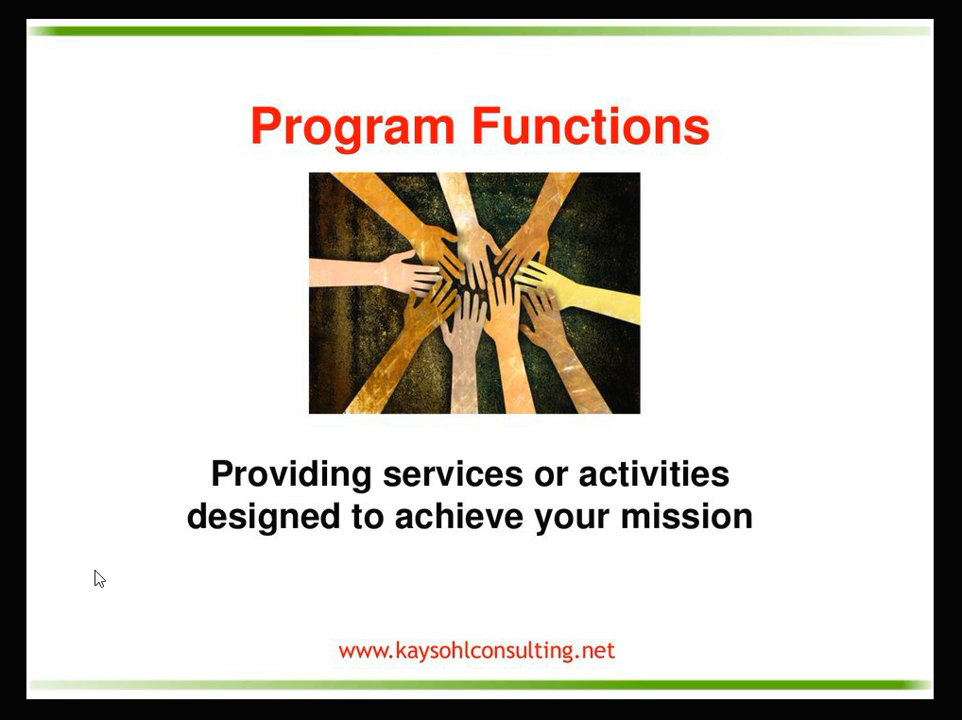 Program Functions
Providing services or activities
designed to achieve your mission
www.kaysohlconsulting.net